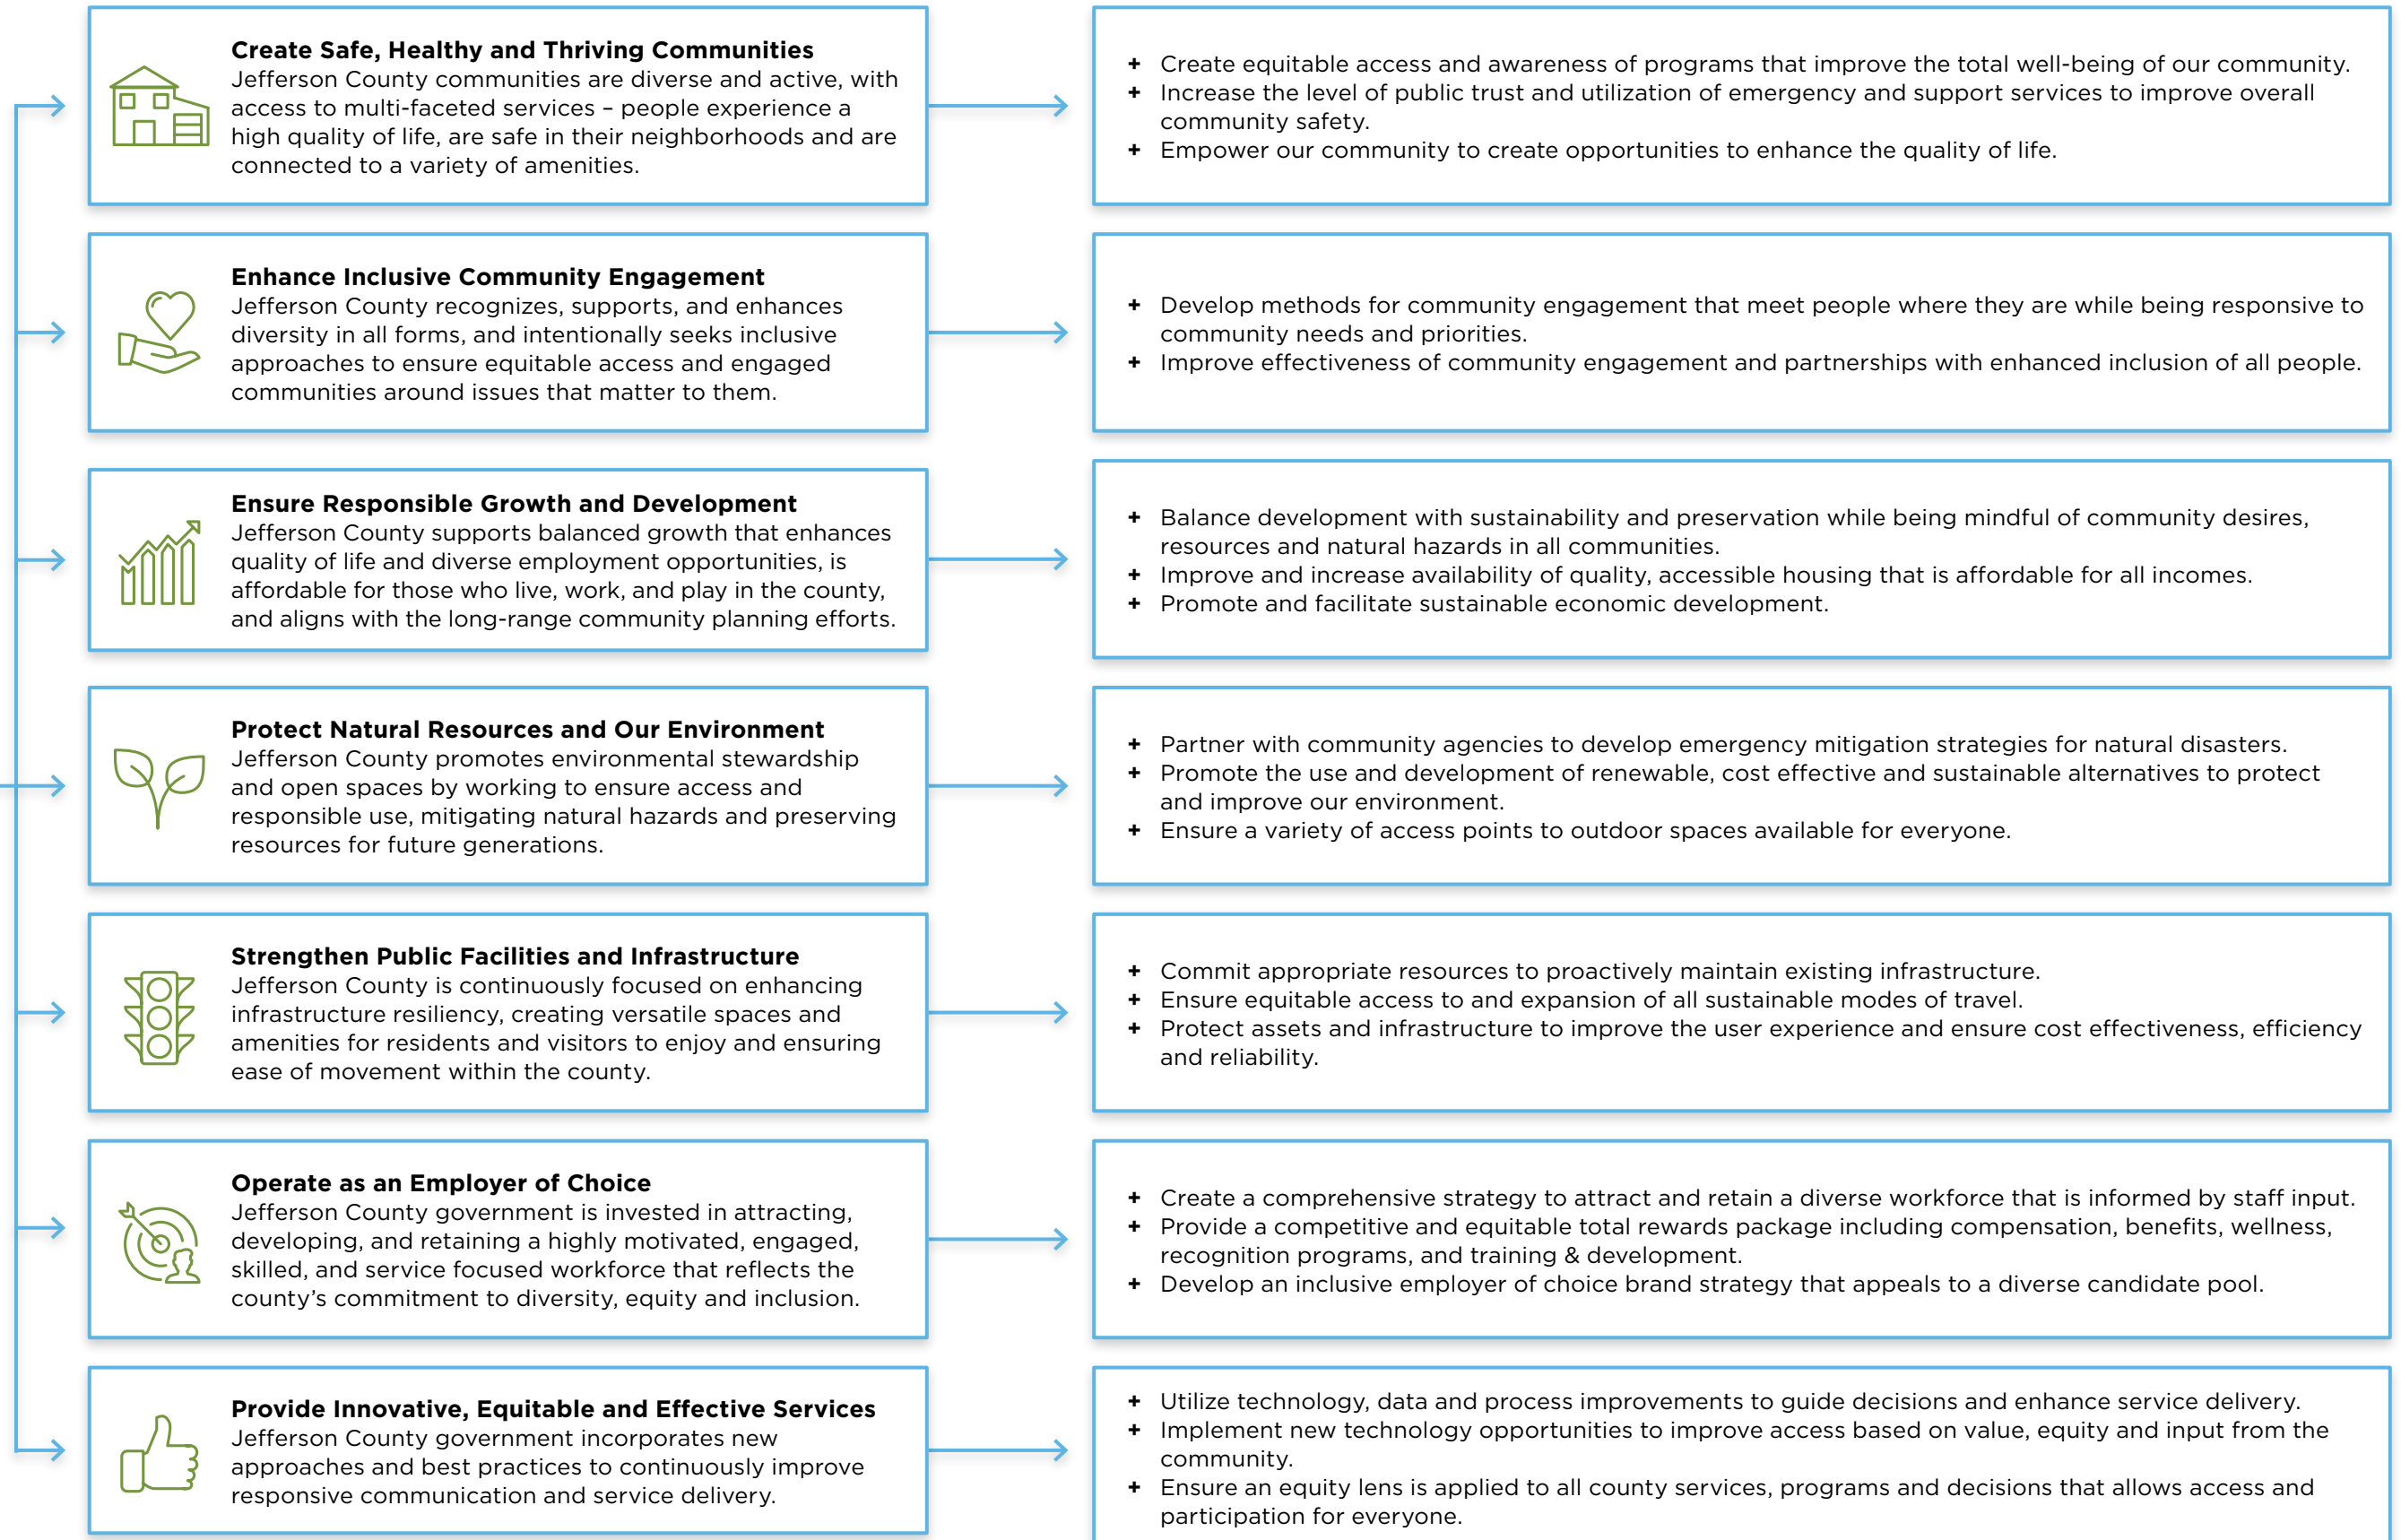 Create Safe, Healthy and Thriving Communities
Jefferson County communities are diverse and active, with
access to multi-faceted services – people experience a
high quality of life, are safe in their neighborhoods and are
connected to a variety of amenities.
+ Create equitable access and awareness of programs that improve the total well-being of our community.
+ Increase the level of public trust and utilization of emergency and support services to improve overall
community safety.
+ Empower our community to create opportunities to enhance the quality of life.
Enhance Inclusive Community Engagement
Jefferson County recognizes, supports, and enhances
diversity in all forms, and intentionally seeks inclusive
approaches to ensure equitable access and engaged
communities around issues that matter to them.
+ Develop methods for community engagement that meet people where they are while being responsive to
community needs and priorities.
+ Improve effectiveness of community engagement and partnerships with enhanced inclusion of all people.
Ensure Responsible Growth and Development
Jefferson County supports balanced growth that enhances
quality of life and diverse employment opportunities, is
affordable for those who live, work, and play in the county,
and aligns with the long-range community planning efforts.
+ Balance development with sustainability and preservation while being mindful of community desires,
resources and natural hazards in all communities.
+ Improve and increase availability of quality, accessible housing that is affordable for all incomes.
+ Promote and facilitate sustainable economic development.
Protect Natural Resources and Our Environment
Jefferson County promotes environmental stewardship
and open spaces by working to ensure access and
responsible use, mitigating natural hazards and preserving
resources for future generations.
+ Partner with community agencies to develop emergency mitigation strategies for natural disasters.
+ Promote the use and development of renewable, cost effective and sustainable alternatives to protect
and improve our environment.
+ Ensure a variety of access points to outdoor spaces available for everyone.
Strengthen Public Facilities and Infrastructure
Jefferson County is continuously focused on enhancing
infrastructure resiliency, creating versatile spaces and
amenities for residents and visitors to enjoy and ensuring
ease of movement within the county.
+ Commit appropriate resources to proactively maintain existing infrastructure.
+ Ensure equitable access to and expansion of all sustainable modes of travel.
+ Protect assets and infrastructure to improve the user experience and ensure cost effectiveness, efficiency
and reliability.
Operate as an Employer of Choice
Jefferson County government is invested in attracting,
developing, and retaining a highly motivated, engaged,
skilled, and service focused workforce that reflects the
county’s commitment to diversity, equity and inclusion.
+ Create a comprehensive strategy to attract and retain a diverse workforce that is informed by staff input.
+ Provide a competitive and equitable total rewards package including compensation, benefits, wellness,
recognition programs, and training & development.
+ Develop an inclusive employer of choice brand strategy that appeals to a diverse candidate pool.
Provide Innovative, Equitable and Effective Services
Jefferson County government incorporates new
approaches and best practices to continuously improve
responsive communication and service delivery.
+ Utilize technology, data and process improvements to guide decisions and enhance service delivery.
+ Implement new technology opportunities to improve access based on value, equity and input from the
community.
+ Ensure an equity lens is applied to all county services, programs and decisions that allows access and
participation for everyone.